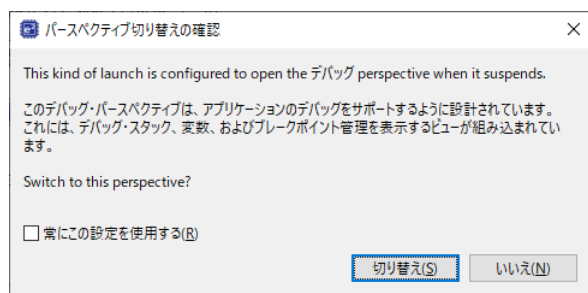 パースペクティブ切り替えの確認
This kind of launch is configured to open the デバッグ perspective when it suspends.
このデバッグ・パースペクティブは、アプリケーションのデバッグをサポートするように設計されています。
これには、デバッグ・スタック、変数、およびブレークポイント管理を表示するビューが組み込まれてい
ます。
Switch to this perspective?
常にこの設定を使用する(R)
切り替え(S)
いいえ(N)